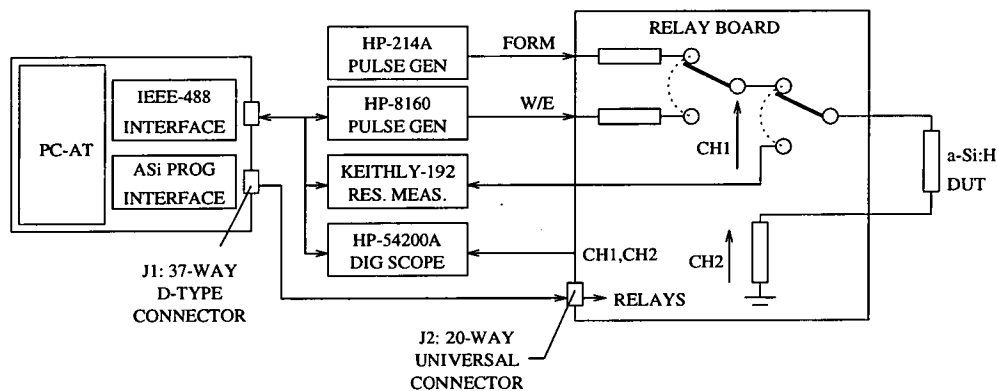 RELAY BOARD
HP-214A
PULSE GEN
FORM
IEEE-488
INTERFACE
HP-8160
PULSE GEN
W/E
PC-AT
CH1
ASi PROG
INTERFACE
KEITHLY-192
RES. MEAS.
a-Si:H
DUT
HP-54200A
DIG SCOPE
CH1,CH2
CH2
J1: 37-WAY
D-TYPE
CONNECTOR
RELAYS
J2: 20-WAY
UNIVERSAL
CONNECTOR